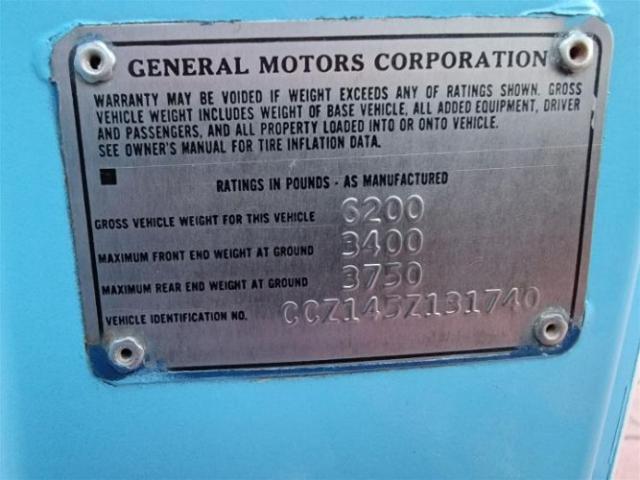 GENERAL MOTORS CORPORATION
WARRANTY MAY BE VOIDED IF WEIGHT EXCEEDS ANY OF RATINGS SHOWN. GROSS
VEHICLE WEIGHT INCLUDES WEIGHT OF BASE VEHICLE, ALL ADDED EQUIPMENT, DRIVER
AND PASSENGERS, AND ALL PROPERTY LOADED INTO OR ONTO VEHICLE.
SEE OWNER'S MANUAL FOR TIRE INFLATION DATA.
RATINGS IN POUNDS - AS MANUFACTURED
GROSS VEHICLE WEIGHT FOR THIS VEHICLE 6200
MAXIMUM FRONT END WEIGHT AT GROUND 3400
MAXIMUM REAR END WEIGHT AT GROUND 3750
VEHICLE IDENTIFICATION NO. CCZ145Z131740